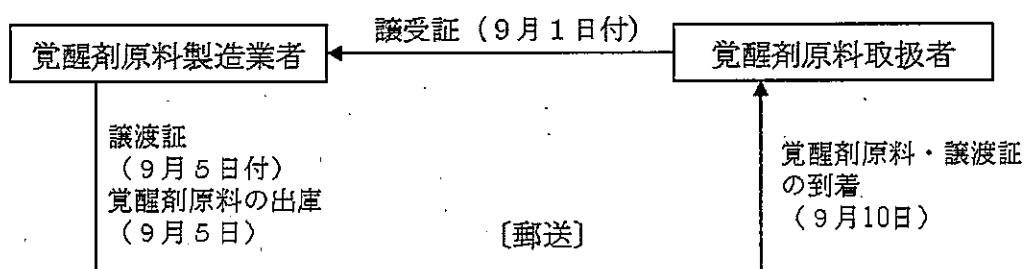 譲受証(9月1日付)
覚醒剤原料製造業者
覚醒剤原料取扱者
譲渡証
(9月5日付)
覚醒剤原料の出庫
(9月5日)
〔郵送〕
覚醒剤原料・譲渡証
の到着
(9月10日)